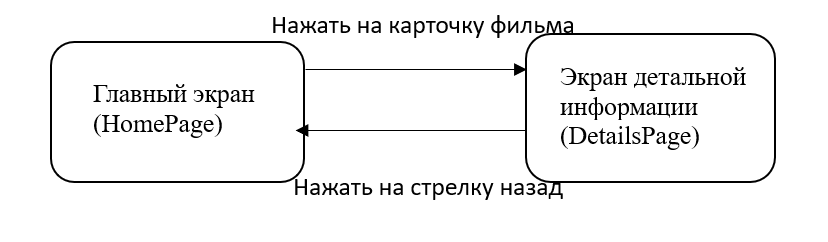 Нажать на карточку фильма
Главный экран
(HomePage)
Экран детальной
информации
(DetailsPage)
Нажать на стрелку назад